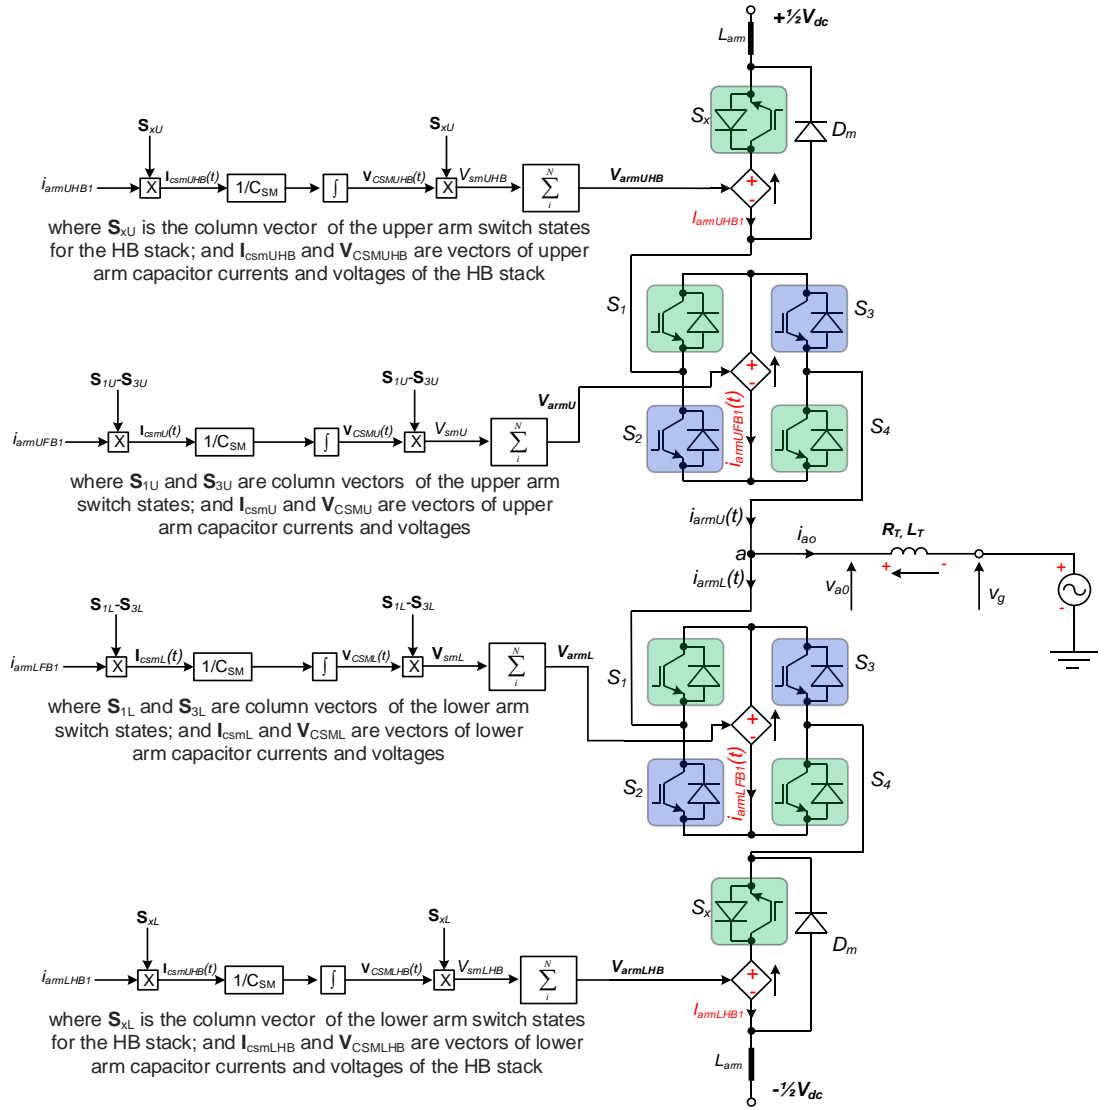 +½Vdc
Larm
Sx
Dm
SxU
SxU
iarmUHB1
X
IcsmUHB(t)
1/CSM
∫
VCSMUHB(t)
X
VsmUHB
N
∑
i
VarmUHB
+
-
IarmUHB1
where SxU is the column vector of the upper arm switch states
for the HB stack; and IcsmUHB and VCSMUHB are vectors of upper
arm capacitor currents and voltages of the HB stack
S1
S3
S1U-S3U
S1U-S3U
VarmU
+
-
iarmUFB1
X
IcsmU(t)
1/CSM
∫
VCSMU(t)
X
VsmU
N
∑
i
S2
iarmUFB1(t)
S4
where S1U and S3U are column vectors of the upper arm
switch states; and IcsmU and VCSMU are vectors of upper
arm capacitor currents and voltages
iarmU(t)
a
iao
RT, LT
+
-
iarmL(t)
va0
vg
+
-
S1L-S3L
S1L-S3L
iarmLFB1
X
IcsmL(t)
1/CSM
∫
VCSML(t)
X
VsmL
N
∑
i
VarmL
S1
S3
+
-
where S1L and S3L are column vectors of the lower arm
switch states; and IcsmL and VCSML are vectors of lower
arm capacitor currents and voltages
S2
iarmLFB1(t)
S4
Sx
Dm
SxL
SxL
iarmLHB1
X
IcsmUHB(t)
1/CSM
∫
VCSMLHB(t)
X
VsmLHB
N
∑
i
VarmLHB
+
-
IarmLHB1
where SxL is the column vector of the lower arm switch states
for the HB stack; and IcsmLHB and VCSMLHB are vectors of lower
arm capacitor currents and voltages of the HB stack
Larm
-½Vdc